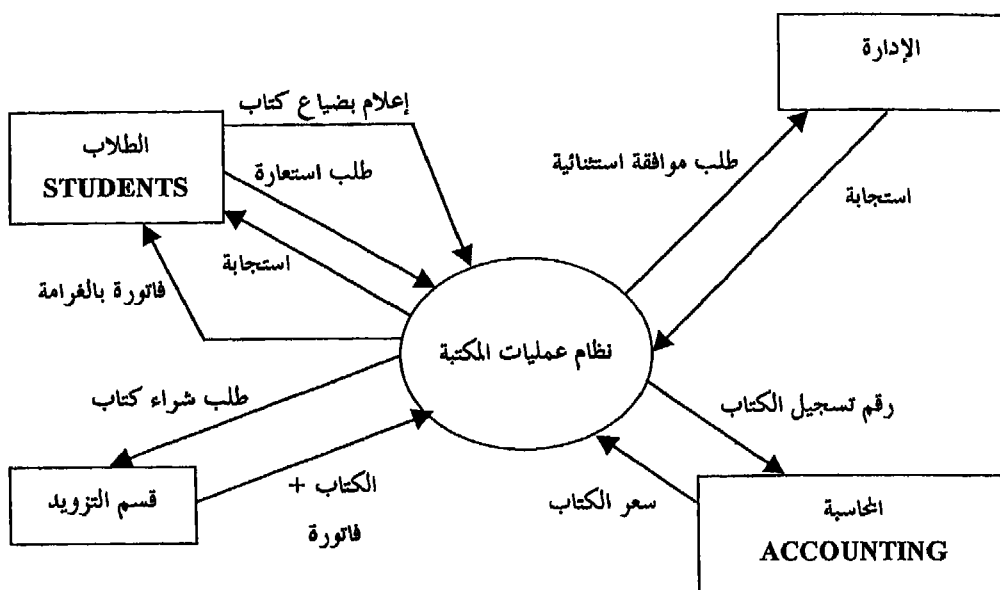 الإدارة
إعلام بضياع كتاب
الطلاب
STUDENTS
طلب استعارة
طلب موافقة استثنائية
استجابة
استجابة
فاتورة بالغرامة
نظام عمليات المكتبة
طلب شراء كتاب
رقم تسجيل الكتاب
قسم التزويد
الكتاب +
فاتورة
سعر الكتاب
المحاسبة
ACCOUNTING